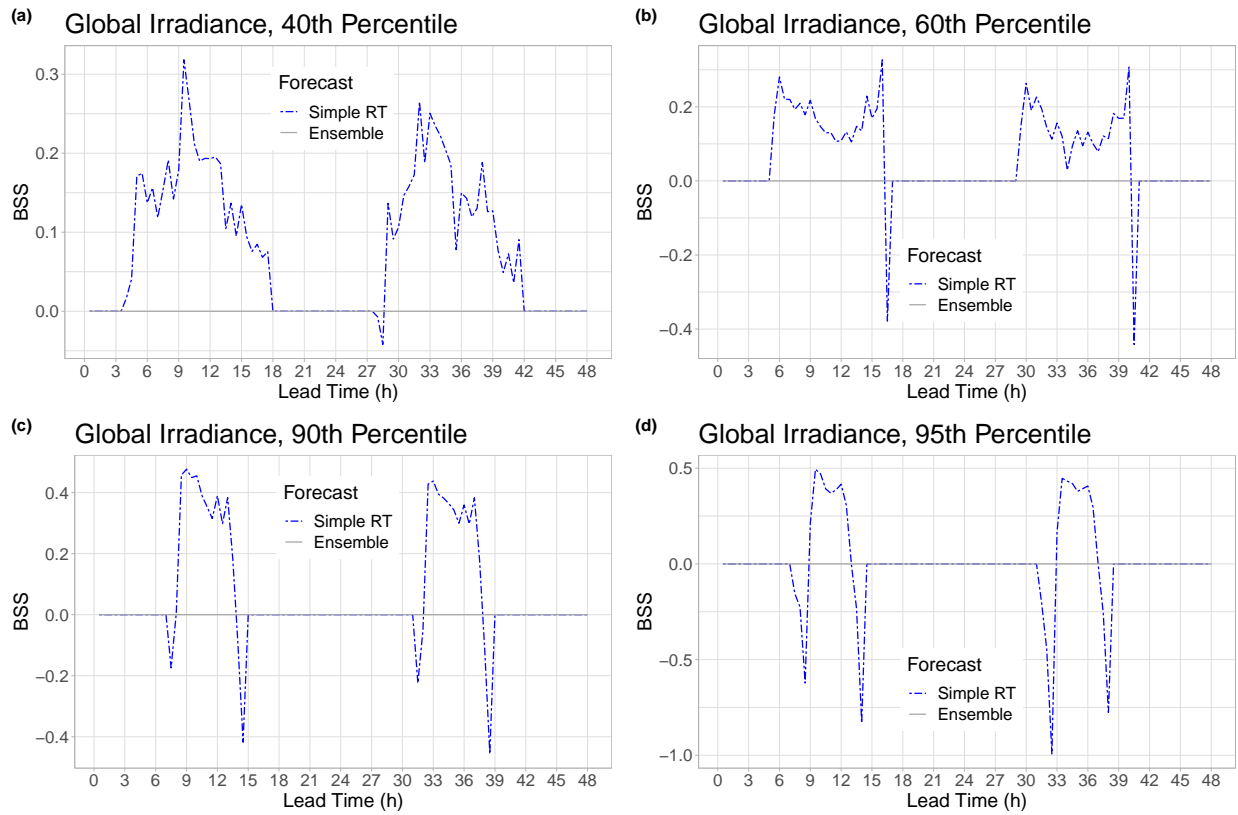 (a)
Global Irradiance, 40th Percentile
0.3
0.2
0.1
0.0
BSS
Forecast
Simple RT
Ensemble
0 3 6 9 12 15 18 21 24 27 30 33 36 39 42 45 48
Lead Time (h)
(b)
Global Irradiance, 60th Percentile
0.2
0.0
−0.2
−0.4
BSS
Forecast
Simple RT
Ensemble
0 3 6 9 12 15 18 21 24 27 30 33 36 39 42 45 48
Lead Time (h)
(c)
Global Irradiance, 90th Percentile
0.4
0.2
0.0
−0.2
−0.4
BSS
Forecast
Simple RT
Ensemble
0 3 6 9 12 15 18 21 24 27 30 33 36 39 42 45 48
Lead Time (h)
(d)
Global Irradiance, 95th Percentile
0.5
0.0
−0.5
−1.0
BSS
Forecast
Simple RT
Ensemble
0 3 6 9 12 15 18 21 24 27 30 33 36 39 42 45 48
Lead Time (h)